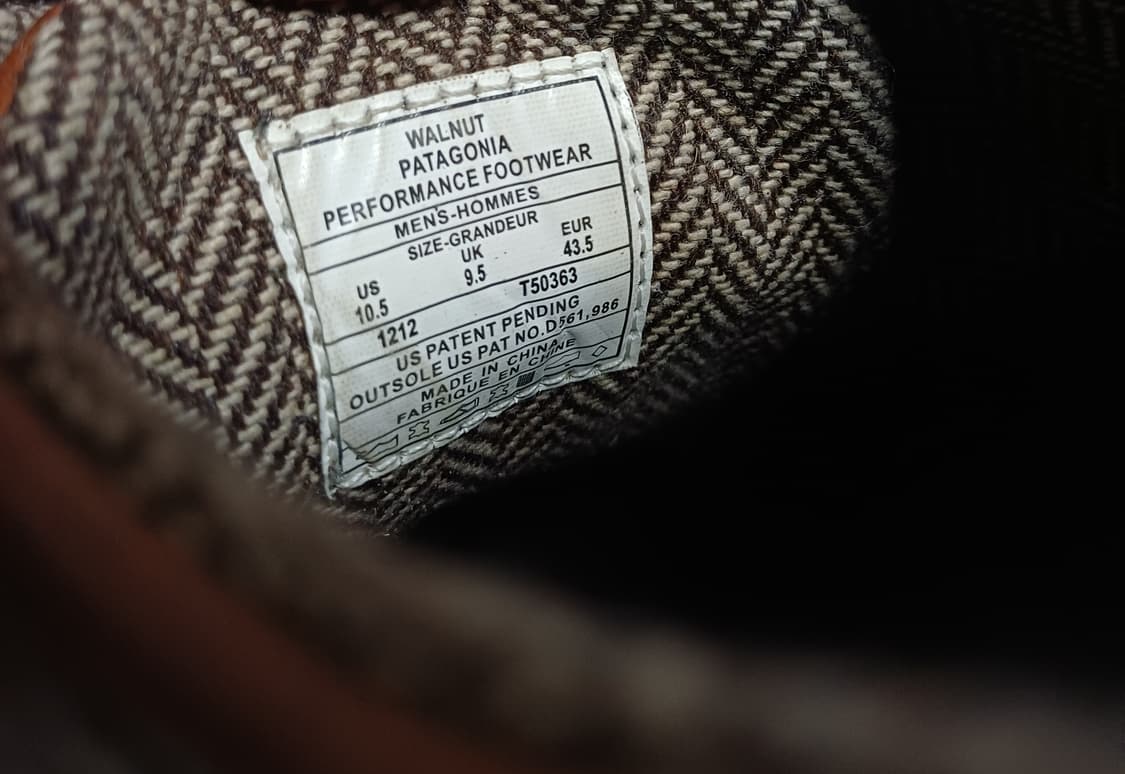 WALNUT
PATAGONIA
PERFORMANCE FOOTWEAR
MEN'S-HOMMES
SIZE-GRANDEUR
US UK EUR
10.5 9.5 43.5
1212 T50363
US PATENT PENDING
OUTSOLE US PAT NO.D561,986
MADE IN CHINA
FABRIQUE EN CHINE